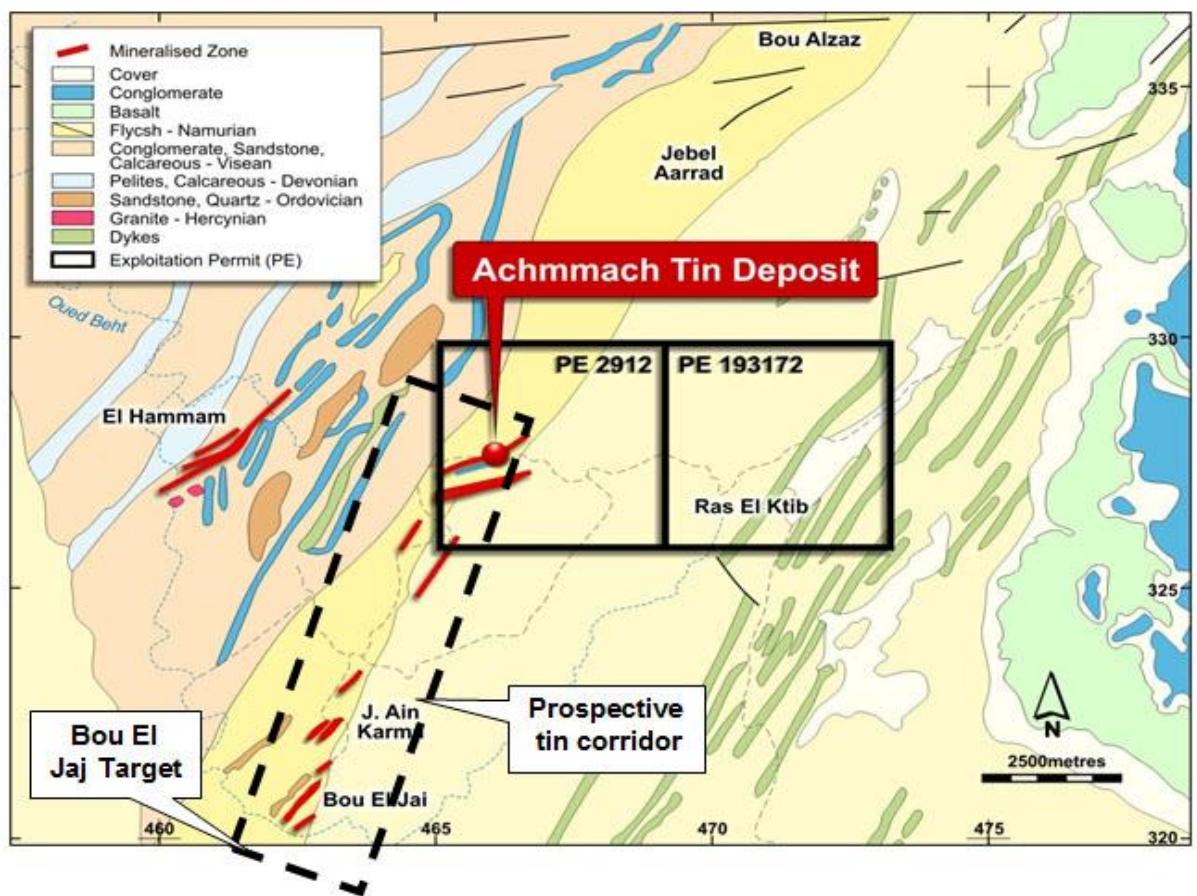 Mineralised Zone
Cover
Conglomerate
Basalt
Flycsh - Namurian
Conglomerate, Sandstone,
Calcareous - Visean
Pelites, Calcareous - Devonian
Sandstone, Quartz - Ordovician
Granite - Hercynian
Dykes
Exploitation Permit (PE)
Bou Alzaz
335
Jebel
Aarrad
Achmmach Tin Deposit
Oued Beht
330
PE 2912
PE 193172
El Hammam
Ras El Ktib
325
J. Ain
Karma
Prospective
tin corridor
N
2500metres
Bou El
Jaj Target
Bou El Jai
460
465
470
475
320